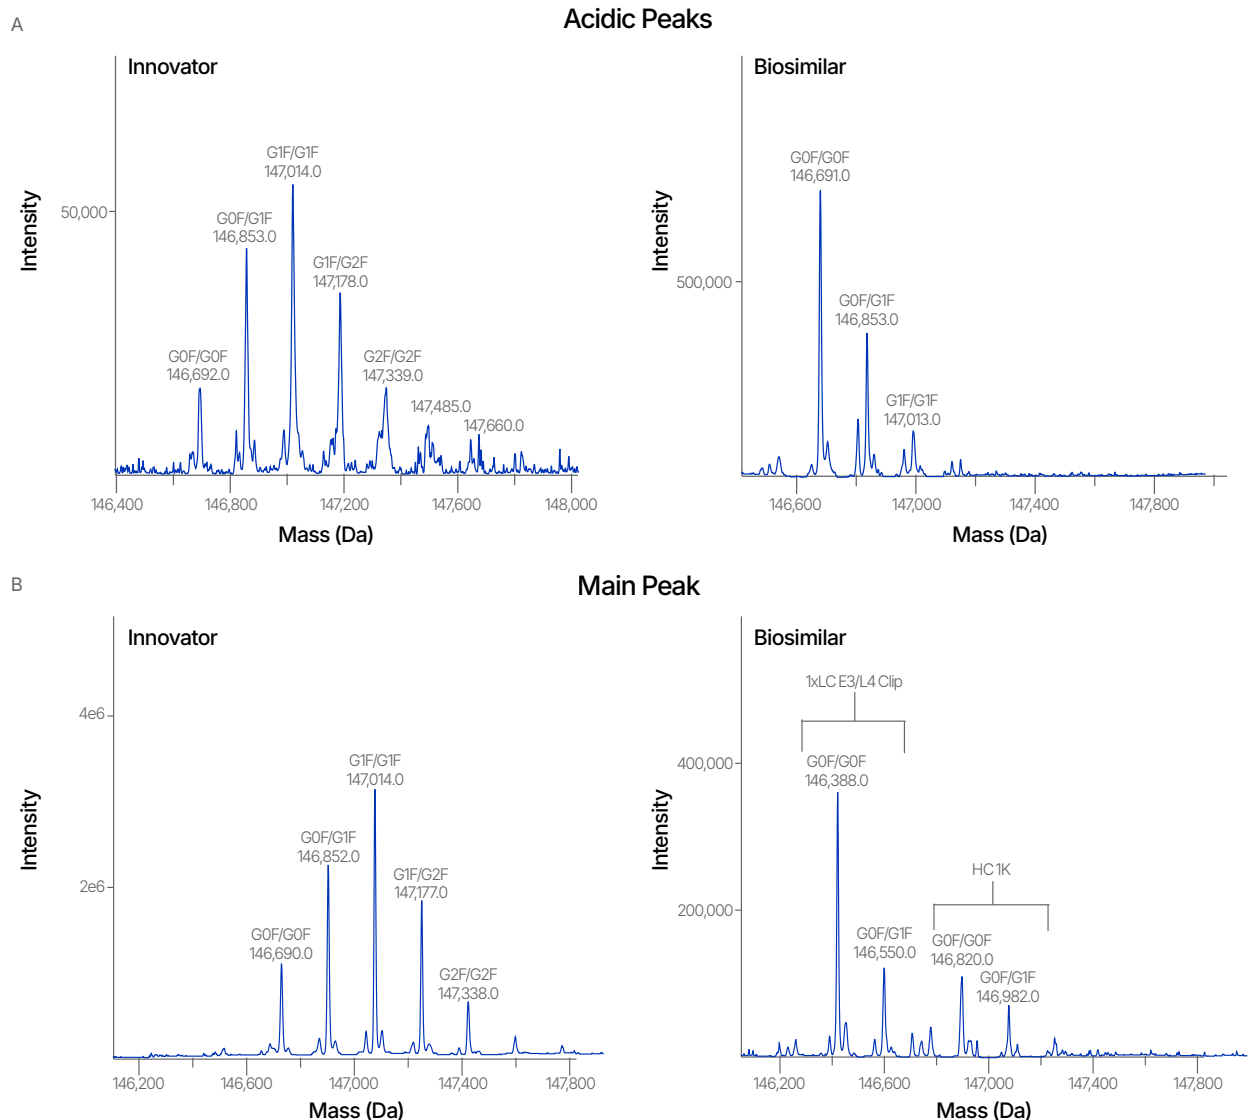 A
Acidic Peaks
Innovator
Intensity
50,000
G0F/G0F
146,692.0
G0F/G1F
146,853.0
G1F/G1F
147,014.0
G1F/G2F
147,178.0
G2F/G2F
147,339.0
147,485.0
147,660.0
146,400
146,800
147,200
147,600
148,000
Mass (Da)
Biosimilar
Intensity
500,000
G0F/G0F
146,691.0
G0F/G1F
146,853.0
G1F/G1F
147,013.0
146,600
147,000
147,400
147,800
Mass (Da)
B
Main Peak
Innovator
Intensity
4e6
2e6
G0F/G0F
146,690.0
G0F/G1F
146,852.0
G1F/G1F
147,014.0
G1F/G2F
147,177.0
G2F/G2F
147,338.0
146,200
146,600
147,000
147,400
147,800
Mass (Da)
Biosimilar
Intensity
400,000
200,000
1xLC E3/L4 Clip
G0F/G0F
146,388.0
G0F/G1F
146,550.0
HC 1K
G0F/G0F
146,820.0
G0F/G1F
146,982.0
146,200
146,600
147,000
147,400
147,800
Mass (Da)